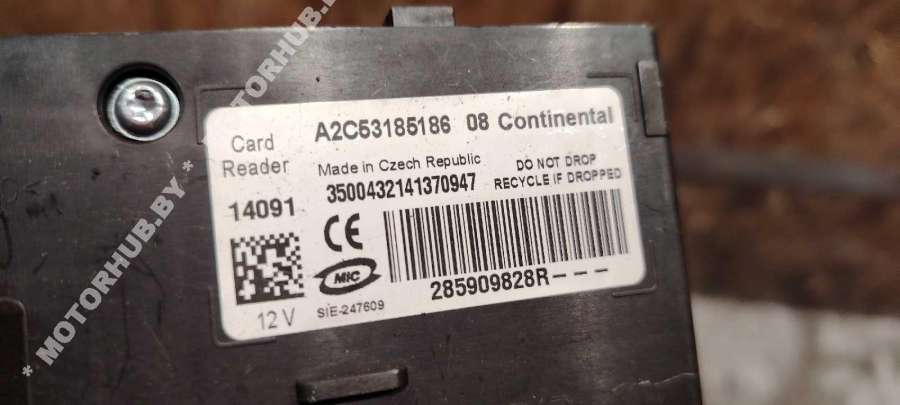 Card Reader
A2C53185186 08 Continental
Made in Czech Republic
DO NOT DROP
RECYCLE IF DROPPED
3500432141370947
14091
CE
MIC
285909828R---
12 V
SIE-247609
* MOTORHUB.BY *
* MOTORHUB.BY *